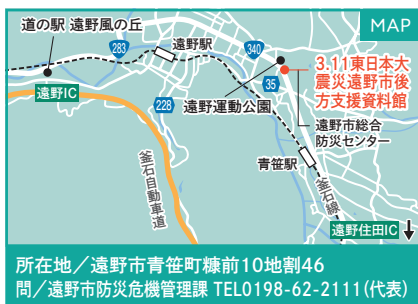 MAP
道の駅 遠野風の丘
283
遠野駅
340
3.11東日本大
震災遠野市後
方支援資料館
35
遠野IC
228
遠野運動公園
遠野市総合
防災センター
青笹駅
釜石自動車道
釜石線
遠野住田IC
所在地/遠野市青笹町糠前10地割46
問/遠野市防災危機管理課 TEL0198-62-2111(代表)